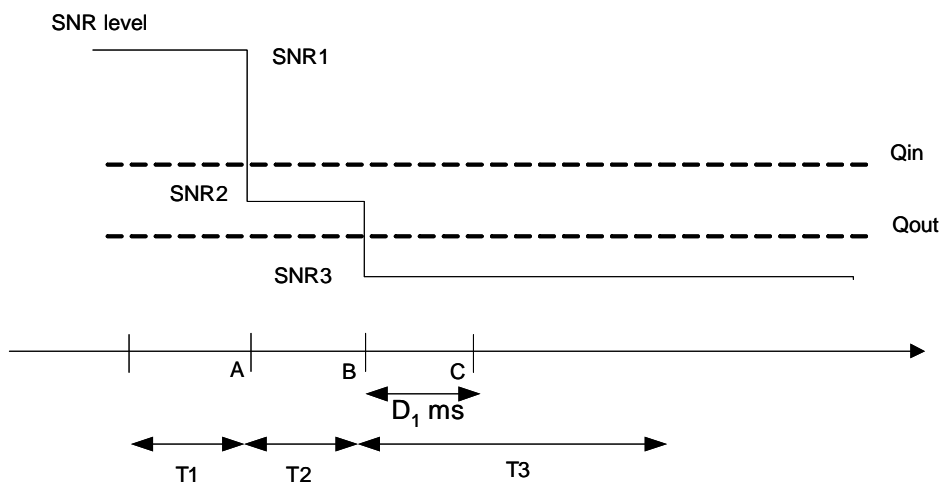 SNR level
SNR1
Qin
SNR2
Qout
SNR3
A B C
D₁ ms
T1 T2 T3